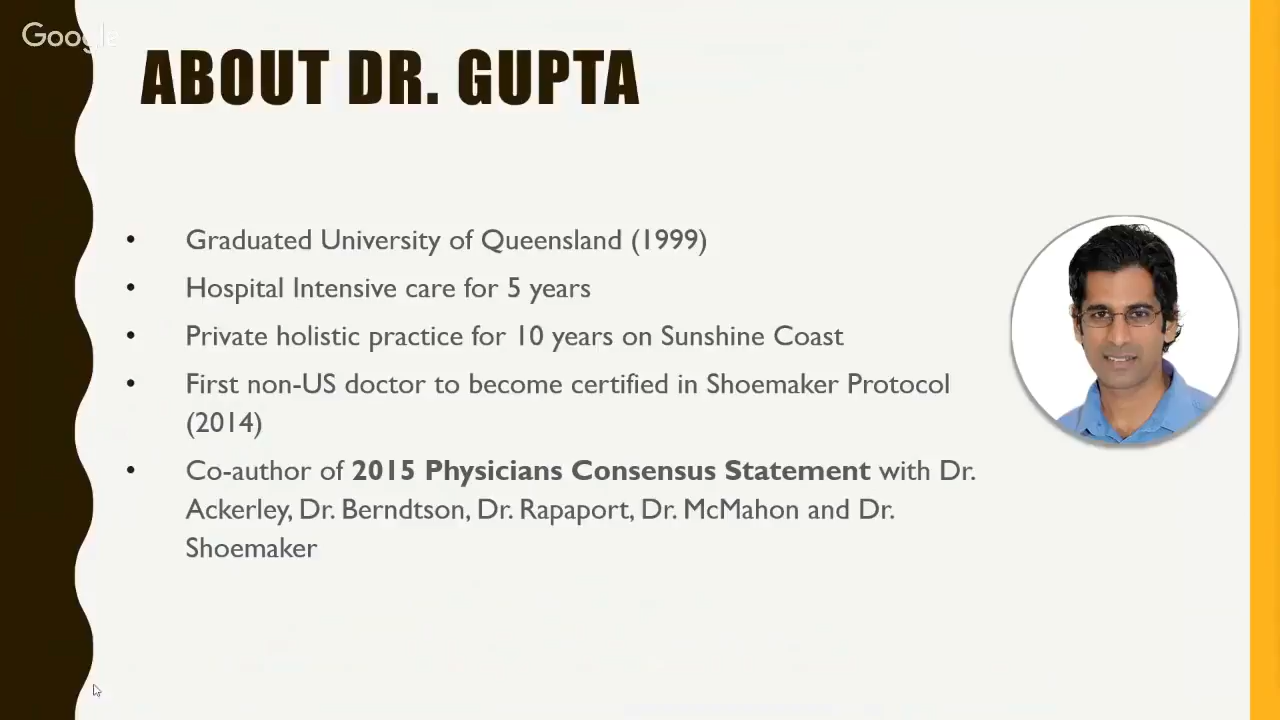 Google
ABOUT DR. GUPTA
• Graduated University of Queensland (1999)
• Hospital Intensive care for 5 years
• Private holistic practice for 10 years on Sunshine Coast
• First non-US doctor to become certified in Shoemaker Protocol
(2014)
• Co-author of 2015 Physicians Consensus Statement with Dr.
Ackerley, Dr. Berndtson, Dr. Rapaport, Dr. McMahon and Dr.
Shoemaker